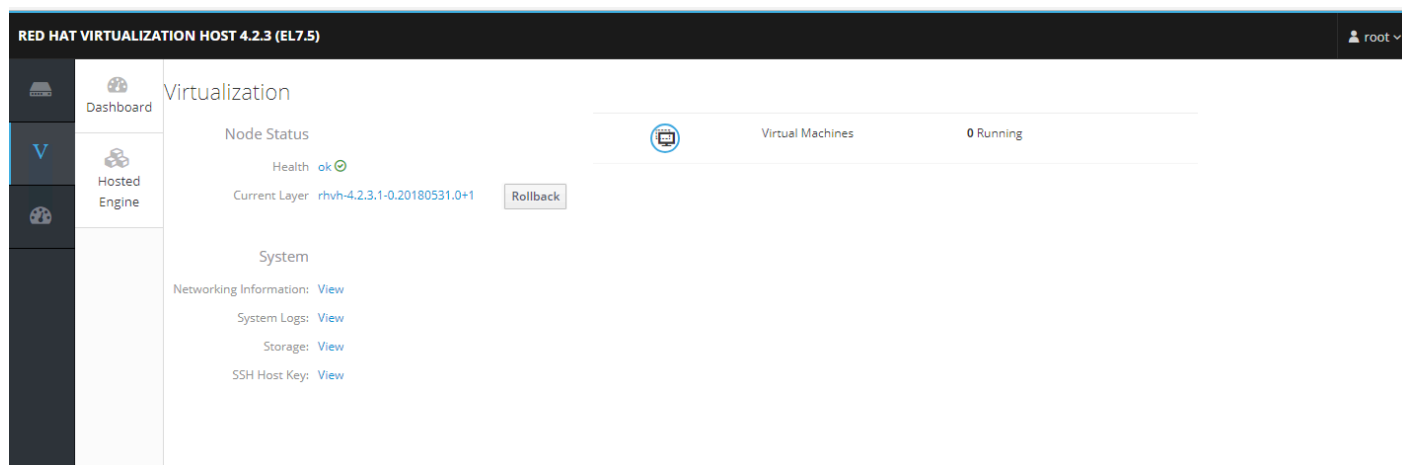 RED HAT VIRTUALIZATION HOST 4.2.3 (EL7.5)
root
V
Dashboard
Hosted
Engine
Virtualization
Node Status
Health ok
Current Layer rhvh-4.2.3.1-0.20180531.0+1 Rollback
System
Networking Information: View
System Logs: View
Storage: View
SSH Host Key: View
Virtual Machines 0 Running